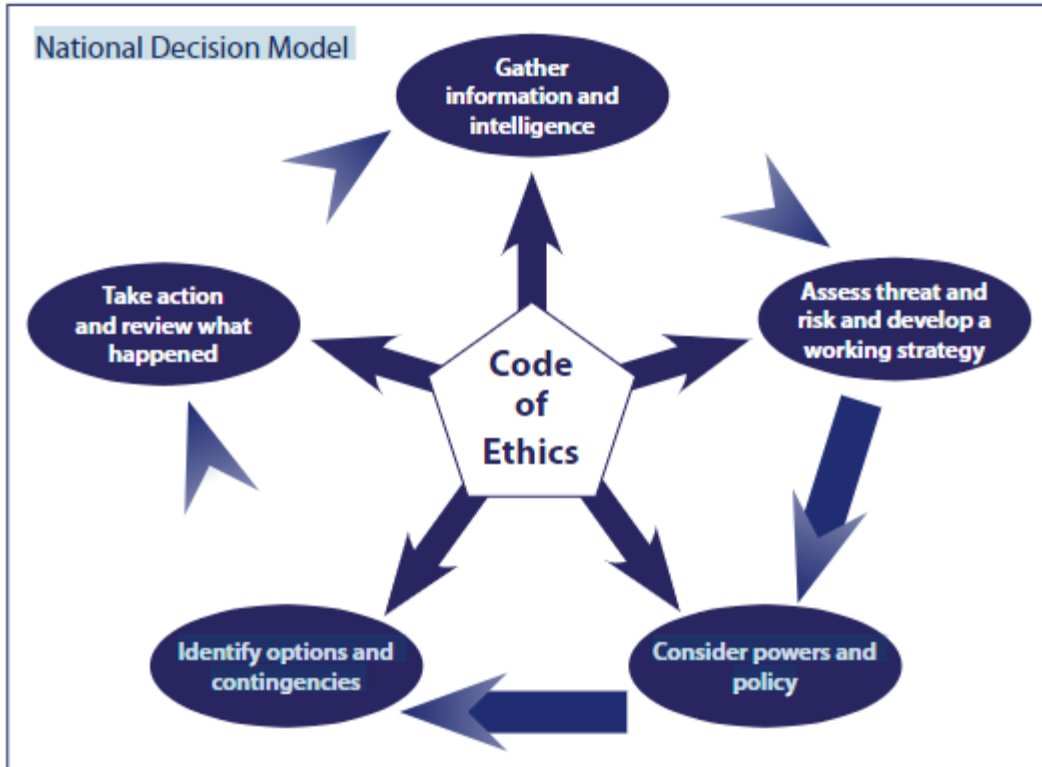 National Decision Model
Gather
information and
intelligence
Assess threat and
risk and develop a
working strategy
Consider powers and
policy
Identify options and
contingencies
Take action
and review what
happened
Code
of
Ethics